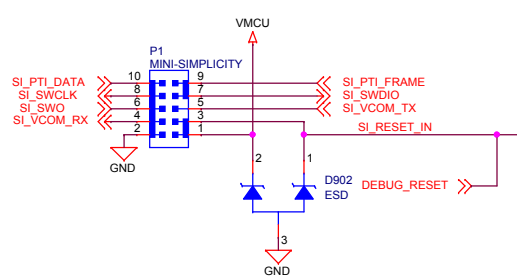 VMCU
P1
MINI-SIMPLICITY
SI_PTI_DATA 10 9 SI_PTI_FRAME
SI_SWCLK 8 7 SI_SWDIO
SI_SWO 6 5 SI_VCOM_TX
SI_VCOM_RX 4 3
2 1 SI_RESET_IN
GND
2 1
D902
ESD
DEBUG_RESET
3
GND